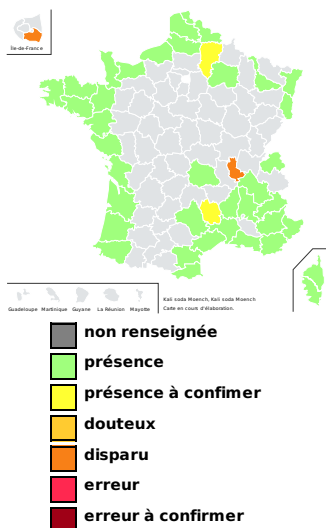 Île-de-France
Guadeloupe Martinique Guyane La Réunion Mayotte
Kali soda Moench, Kali soda Moench
Carte en cours d'élaboration.
non renseignée
présence
présence à confimer
douteux
disparu
erreur
erreur à confirmer